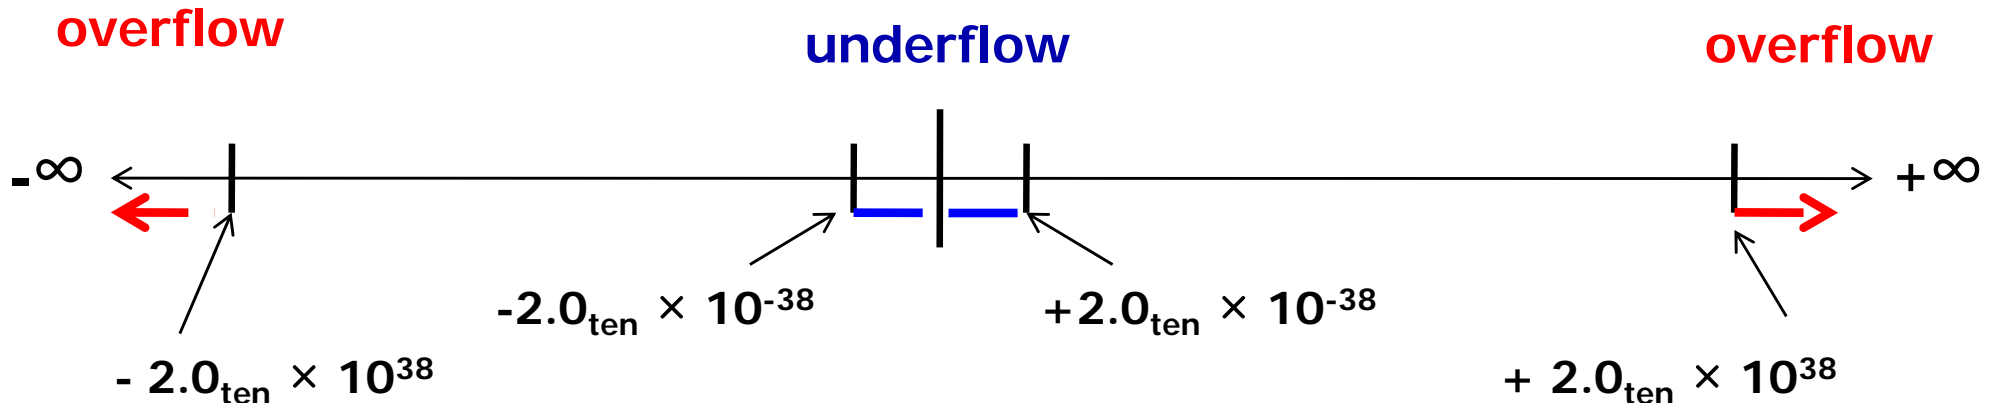 overflow underflow overflow
-∞ +∞
-2.0ten × 10-38 +2.0ten × 10-38
- 2.0ten × 1038 + 2.0ten × 1038